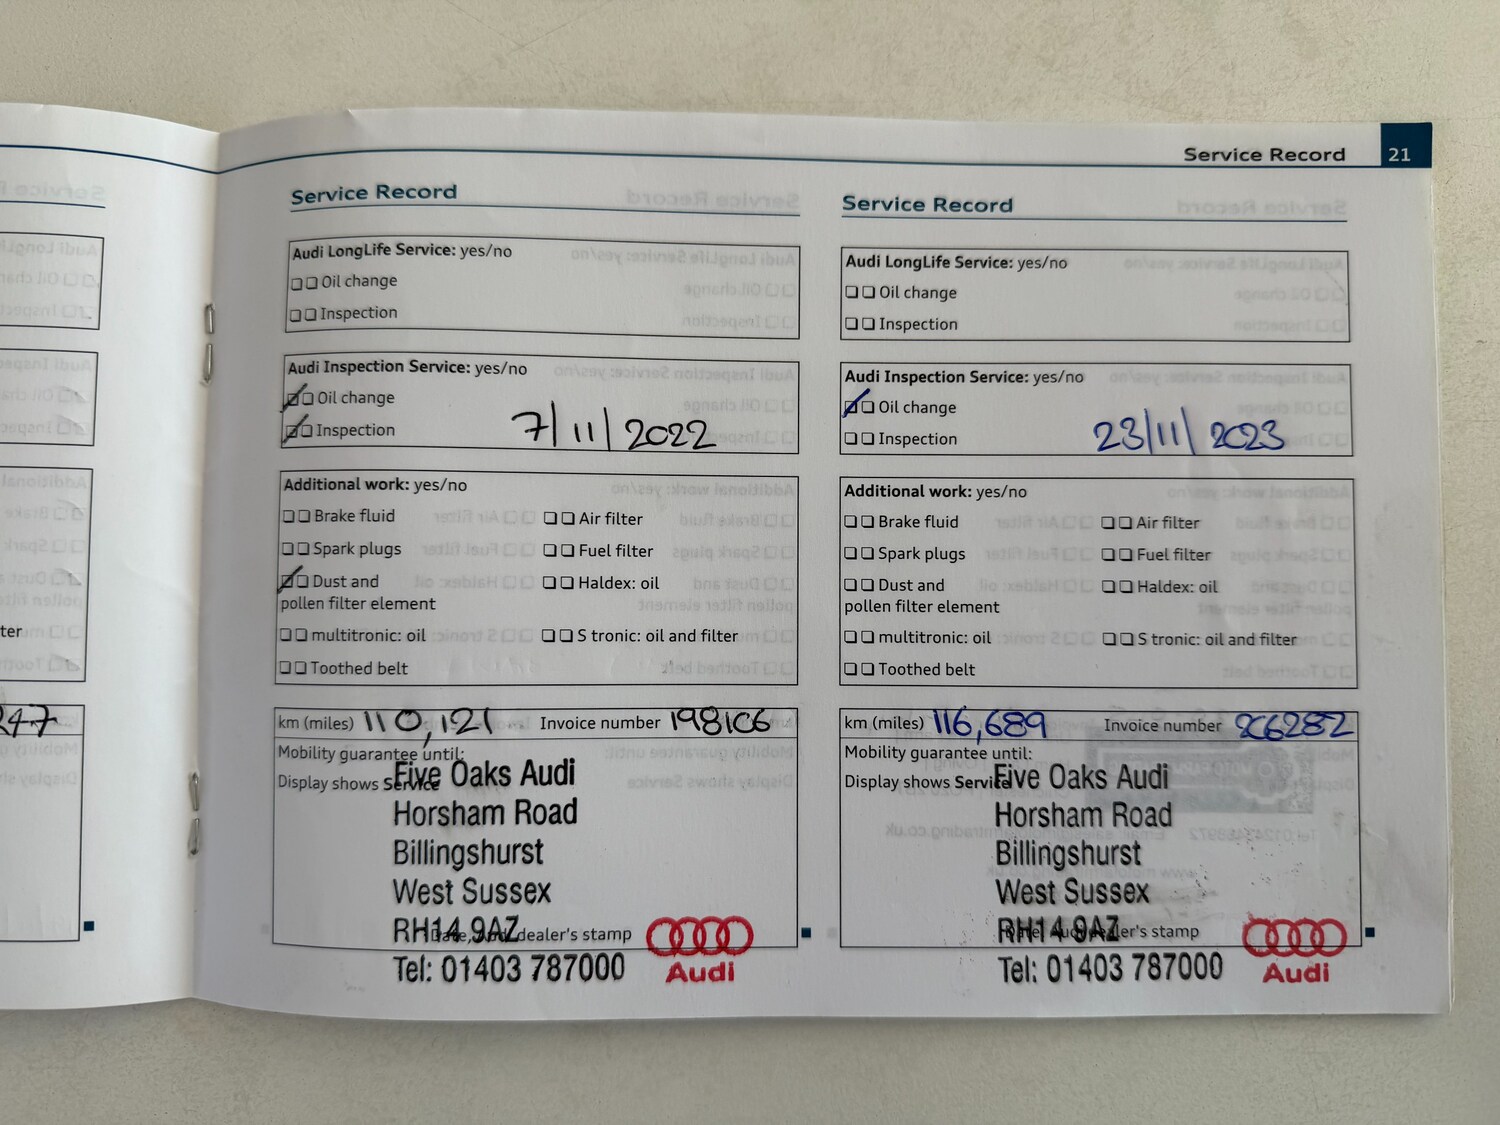 Service Record 21
Service Record
Audi LongLife Service: yes/no
Oil change
Inspection
Audi Inspection Service: yes/no
Oil change
Inspection
7/11/2022
Additional work: yes/no
Brake fluid
Air filter
Spark plugs
Fuel filter
Dust and
pollen filter element
Haldex: oil
multitronic: oil
S tronic: oil and filter
Toothed belt
km (miles) 110,121 Invoice number 198106
Mobility guarantee until:
Display shows Service
Five Oaks Audi
Horsham Road
Billingshurst
West Sussex
RH14 9AZ
dealer's stamp
Tel: 01403 787000
Audi
Service Record
Audi LongLife Service: yes/no
Oil change
Inspection
Audi Inspection Service: yes/no
Oil change
Inspection
23/11/2023
Additional work: yes/no
Brake fluid
Air filter
Spark plugs
Fuel filter
Dust and
pollen filter element
Haldex: oil
multitronic: oil
S tronic: oil and filter
Toothed belt
km (miles) 116,689 Invoice number 206282
Mobility guarantee until:
Display shows Service
Five Oaks Audi
Horsham Road
Billingshurst
West Sussex
RH14 9AZ
dealer's stamp
Tel: 01403 787000
Audi